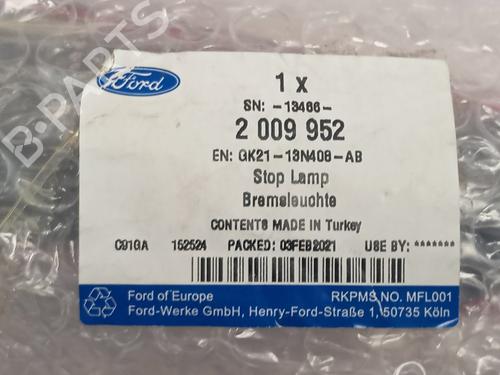 Ford
1 x
SN: -13466-
2 009 952
EN: GK21-13N408-AB
Stop Lamp
Bremsleuchte
CONTENTS MADE IN Turkey
C91GA 152524 PACKED: 03FEB2021 USE BY: *******
Ford of Europe RKPMS NO. MFL001
Ford-Werke GmbH, Henry-Ford-Straße 1, 50735 Köln